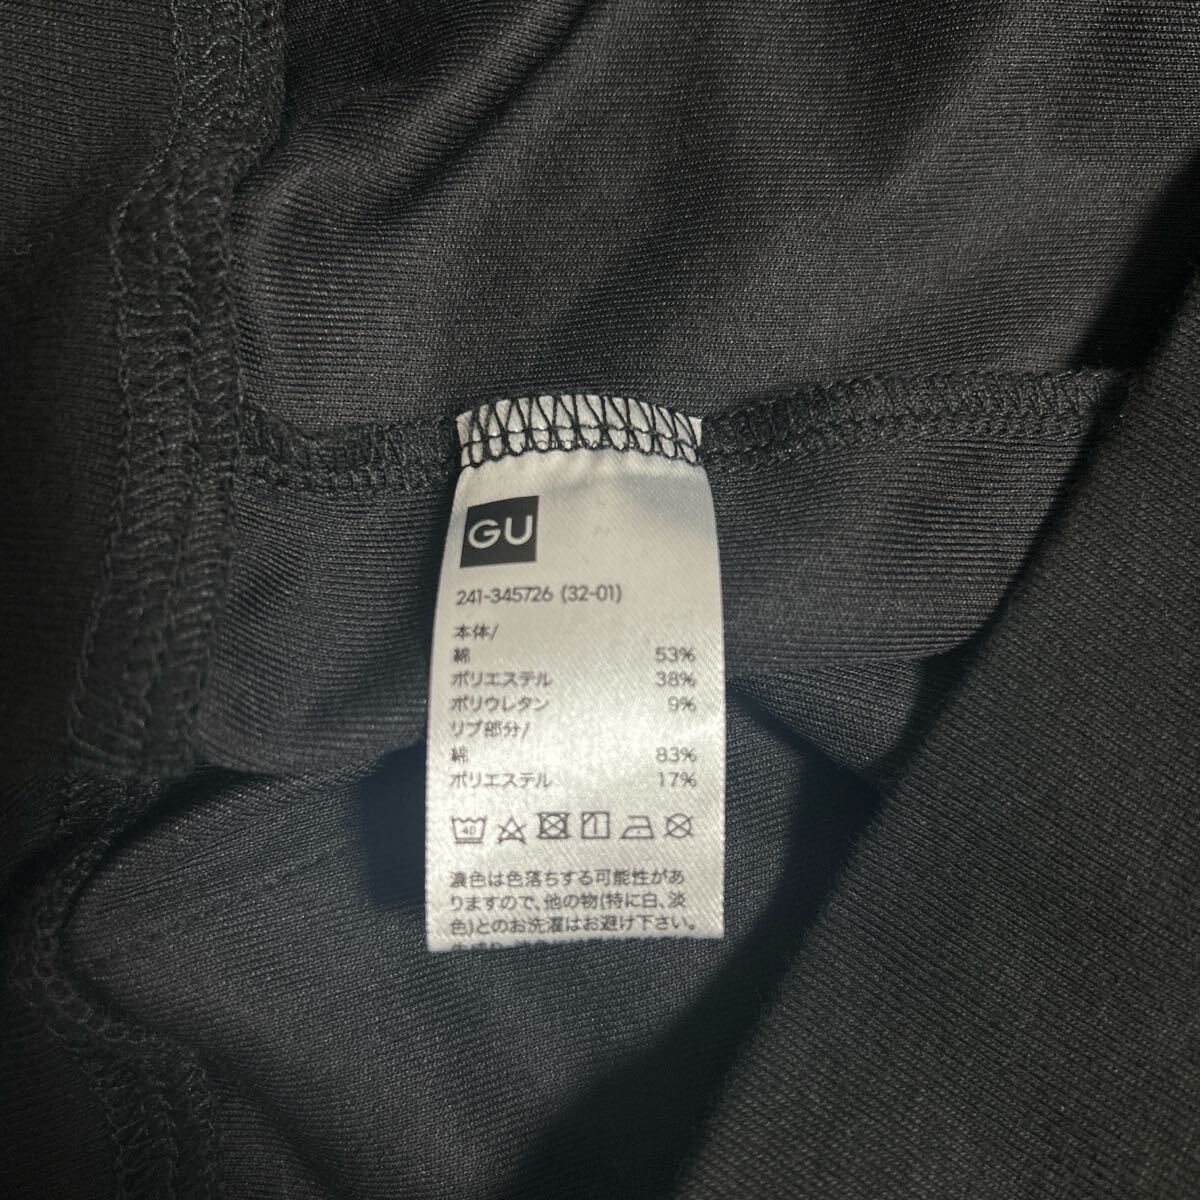 GU
241-345726 (32-01)
本体/
綿 53%
ポリエステル 38%
ポリウレタン 9%
リブ部分/
綿 83%
ポリエステル 17%
40
濃色は色落ちする可能性があ
りますので、他の物(特に白、淡
色)とのお洗濯はお避け下さい。